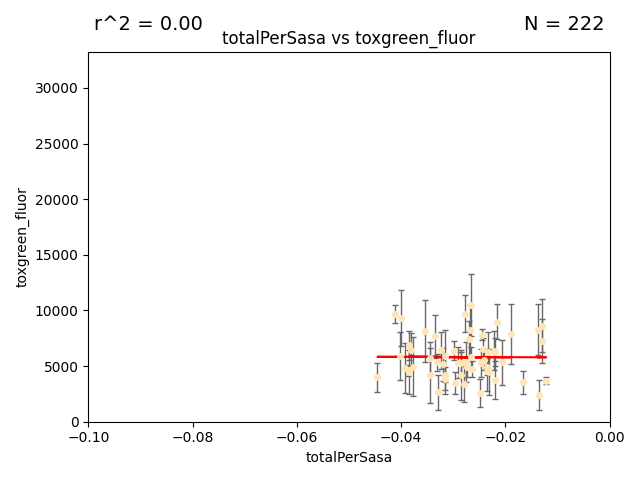 r^2 = 0.00
N = 222
totalPerSasa vs toxgreen_fluor
30000
25000
20000
15000
10000
5000
0
toxgreen_fluor
−0.10
−0.08
−0.06
−0.04
−0.02
0.00
totalPerSasa